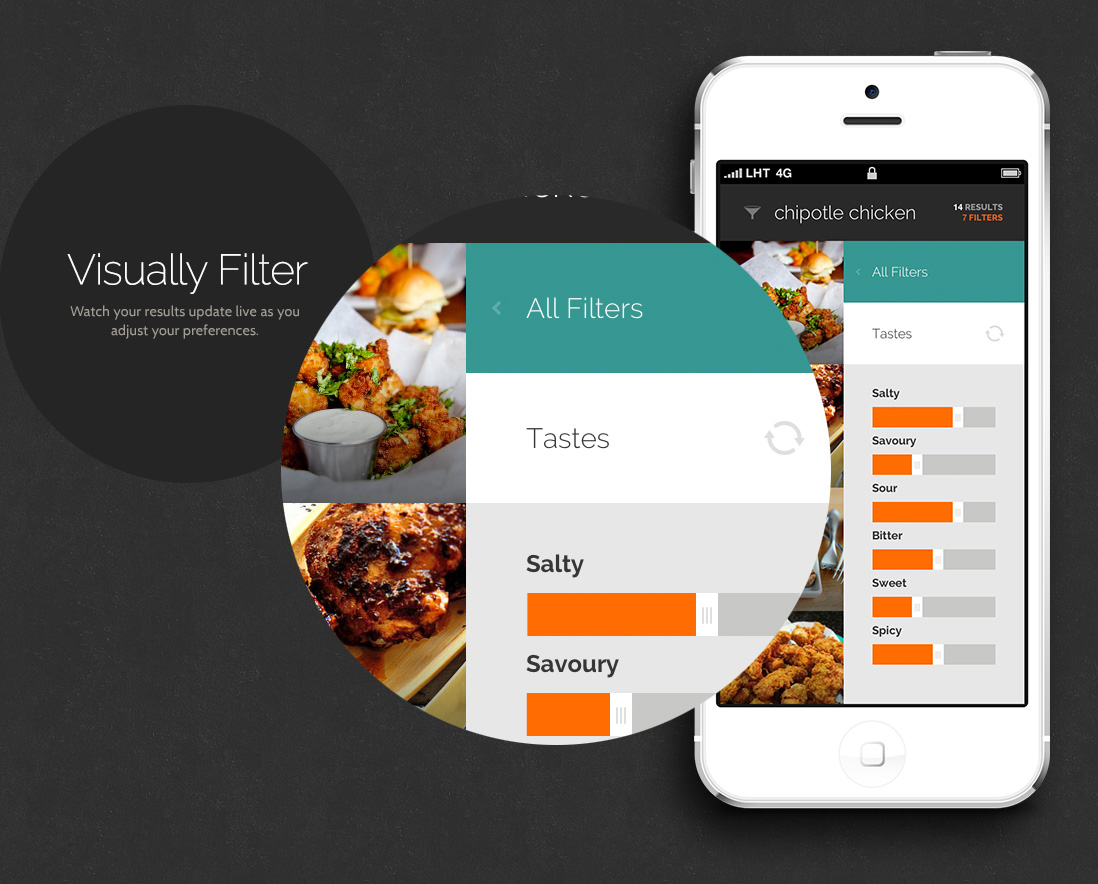 Visually Filter
Watch your results update live as you
adjust your preferences.
All Filters
Tastes
Salty
Savoury
LHT 4G
chipotle chicken
14 RESULTS
7 FILTERS
All Filters
Tastes
Salty
Savoury
Sour
Bitter
Sweet
Spicy